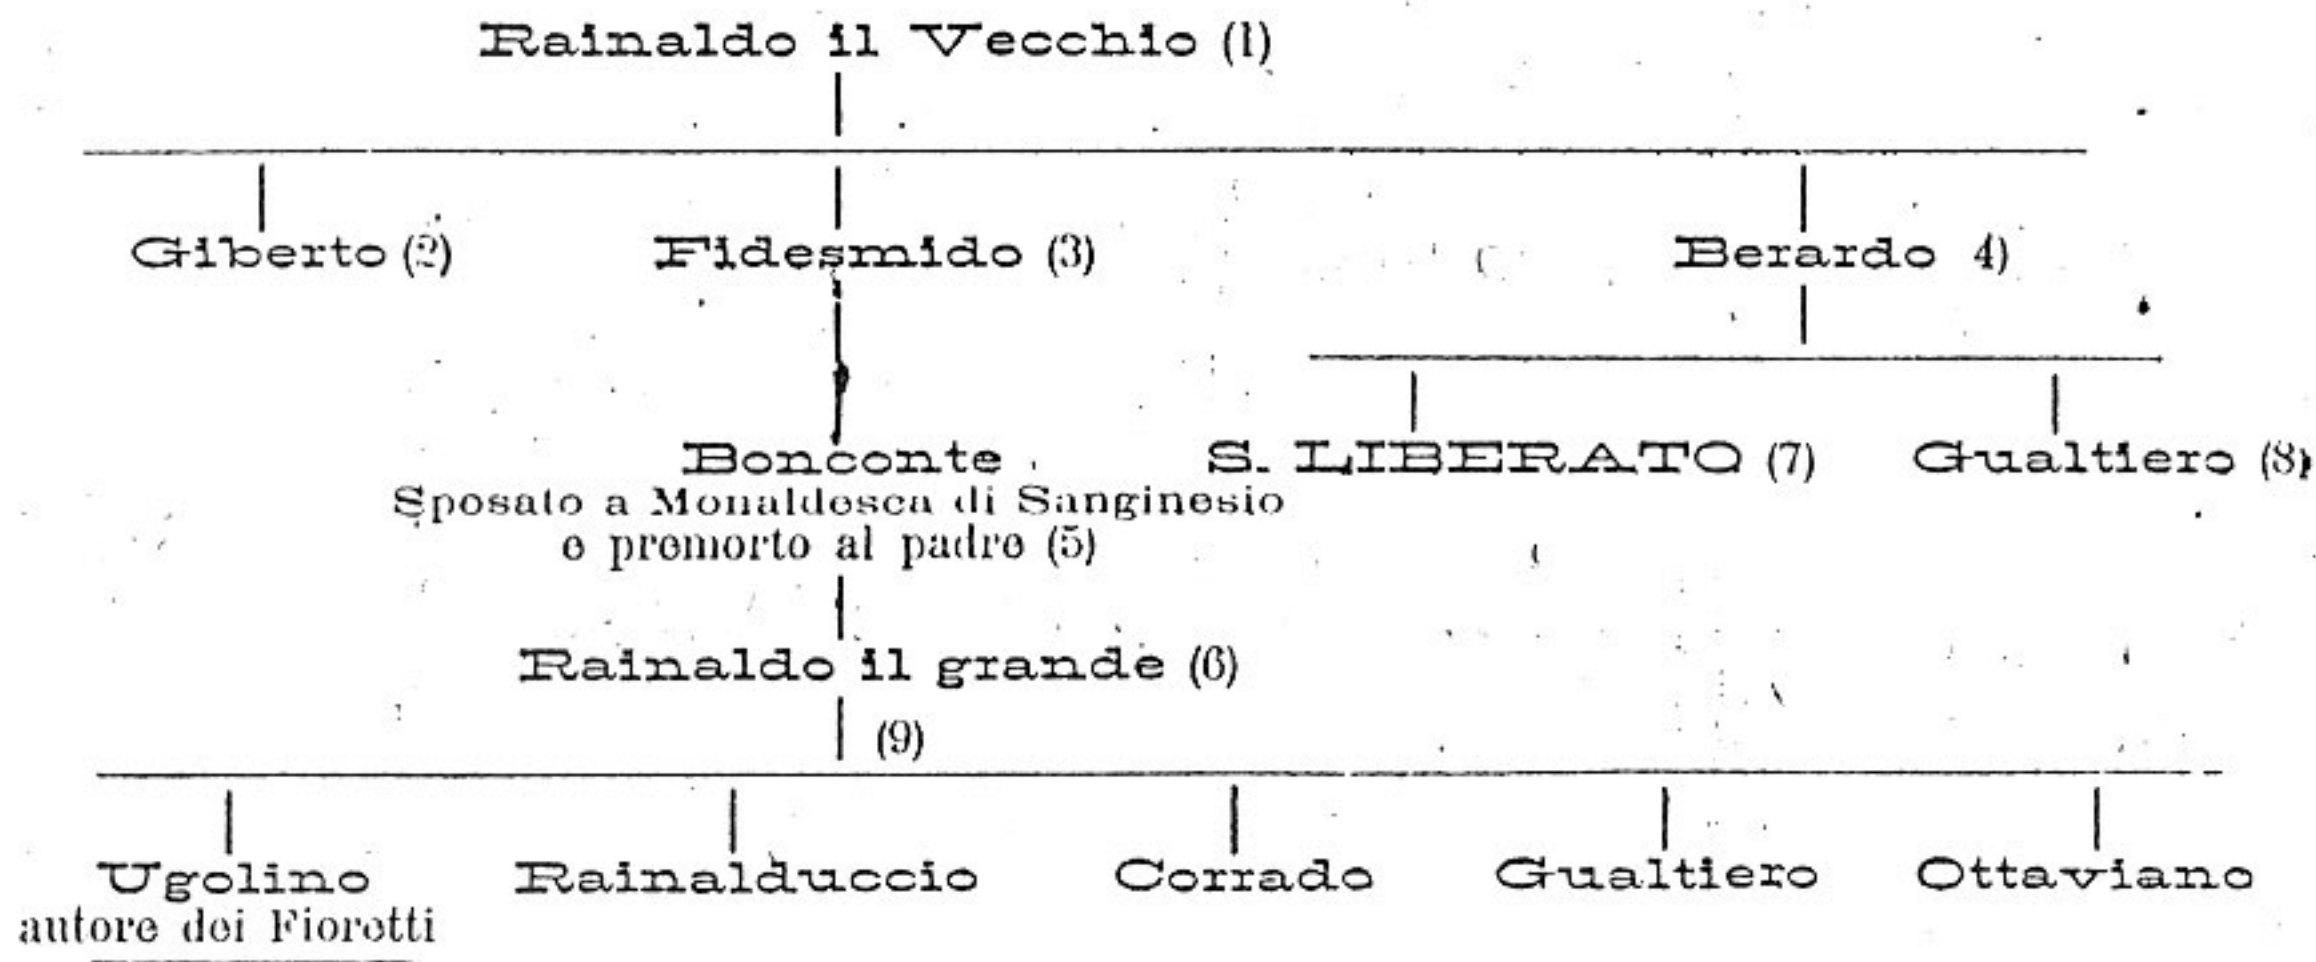 Rainaldo il Vecchio (1)
Giberto (2) Fidesmido (3) Berardo 4)
Bonconte S. LIBERATO (7) Gualtiero (8)
Sposato a Monaldesca di Sanginesio
e premorto al padre (5)
Rainaldo il grande (6)
(9)
Ugolino Rainalduccio Corrado Gualtiero Ottaviano
autore dei Fioretti